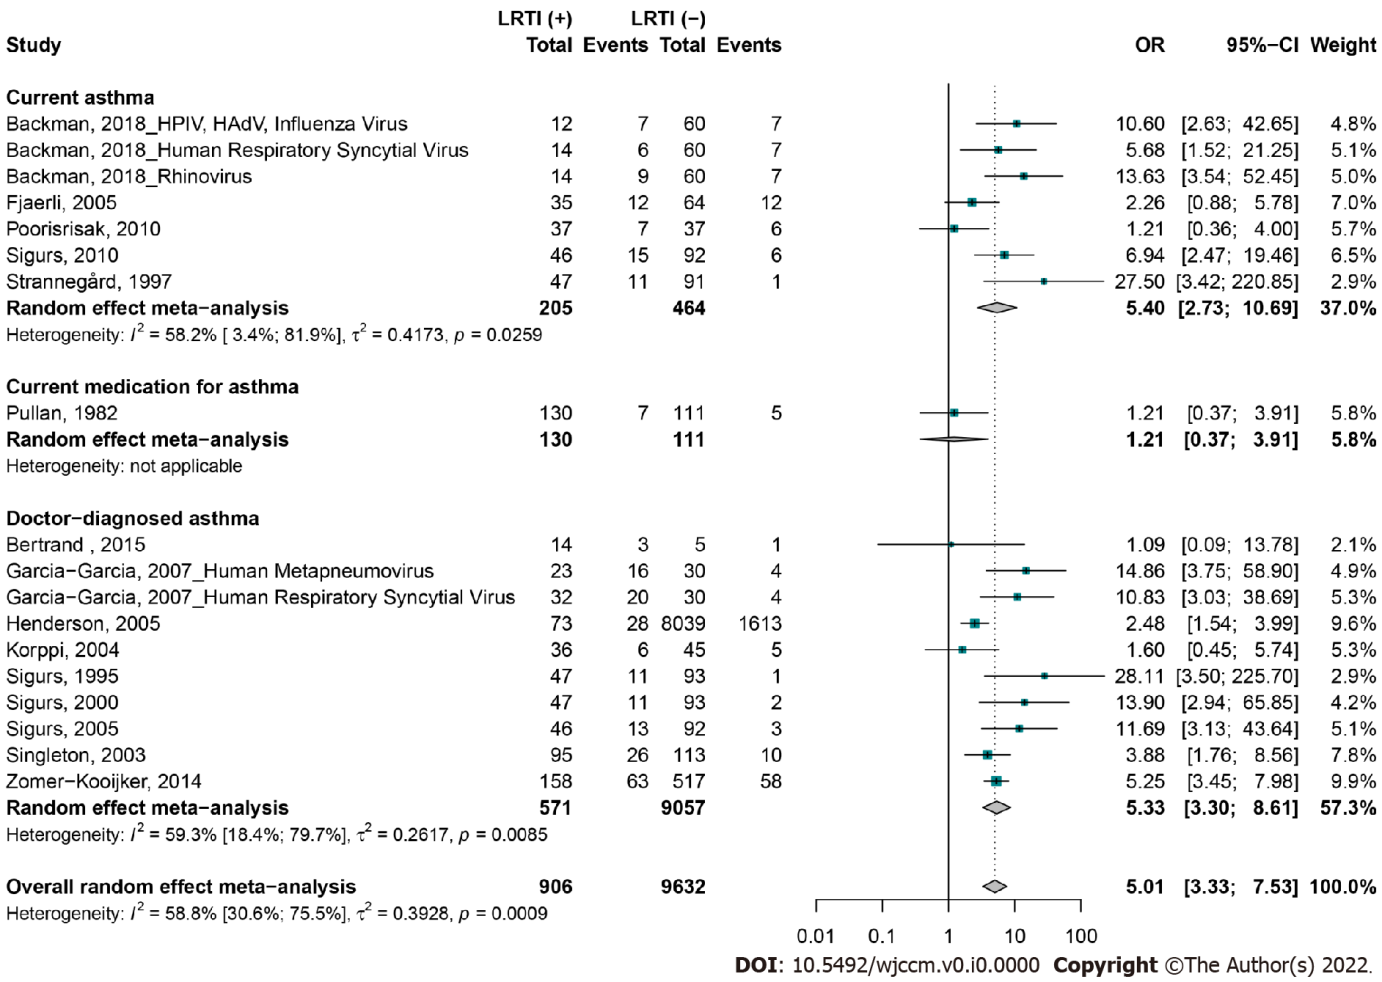 LRTI (+) LRTI (−)
Study Total Events Total Events OR 95%−CI Weight
Current asthma
Backman, 2018_HPIV, HAdV, Influenza Virus 12 7 60 7 10.60 [2.63; 42.65] 4.8%
Backman, 2018_Human Respiratory Syncytial Virus 14 6 60 7 5.68 [1.52; 21.25] 5.1%
Backman, 2018_Rhinovirus 14 9 60 7 13.63 [3.54; 52.45] 5.0%
Fjaerli, 2005 35 12 64 12 2.26 [0.88; 5.78] 7.0%
Poorisrisak, 2010 37 7 37 6 1.21 [0.36; 4.00] 5.7%
Sigurs, 2010 46 15 92 6 6.94 [2.47; 19.46] 6.5%
Strannegård, 1997 47 11 91 1 27.50 [3.42; 220.85] 2.9%
Random effect meta−analysis 205 464 5.40 [2.73; 10.69] 37.0%
Heterogeneity: I² = 58.2% [ 3.4%; 81.9%], τ² = 0.4173, p = 0.0259
Current medication for asthma
Pullan, 1982 130 7 111 5 1.21 [0.37; 3.91] 5.8%
Random effect meta−analysis 130 111 1.21 [0.37; 3.91] 5.8%
Heterogeneity: not applicable
Doctor−diagnosed asthma
Bertrand , 2015 14 3 5 1 1.09 [0.09; 13.78] 2.1%
Garcia−Garcia, 2007_Human Metapneumovirus 23 16 30 4 14.86 [3.75; 58.90] 4.9%
Garcia−Garcia, 2007_Human Respiratory Syncytial Virus 32 20 30 4 10.83 [3.03; 38.69] 5.3%
Henderson, 2005 73 28 8039 1613 2.48 [1.54; 3.99] 9.6%
Korppi, 2004 36 6 45 5 1.60 [0.45; 5.74] 5.3%
Sigurs, 1995 47 11 93 1 28.11 [3.50; 225.70] 2.9%
Sigurs, 2000 47 11 93 2 13.90 [2.94; 65.85] 4.2%
Sigurs, 2005 46 13 92 3 11.69 [3.13; 43.64] 5.1%
Singleton, 2003 95 26 113 10 3.88 [1.76; 8.56] 7.8%
Zomer−Kooijker, 2014 158 63 517 58 5.25 [3.45; 7.98] 9.9%
Random effect meta−analysis 571 9057 5.33 [3.30; 8.61] 57.3%
Heterogeneity: I² = 59.3% [18.4%; 79.7%], τ² = 0.2617, p = 0.0085
Overall random effect meta−analysis 906 9632 5.01 [3.33; 7.53] 100.0%
Heterogeneity: I² = 58.8% [30.6%; 75.5%], τ² = 0.3928, p = 0.0009
0.01 0.1 1 10 100
DOI: 10.5492/wjccm.v0.i0.0000 Copyright ©The Author(s) 2022.